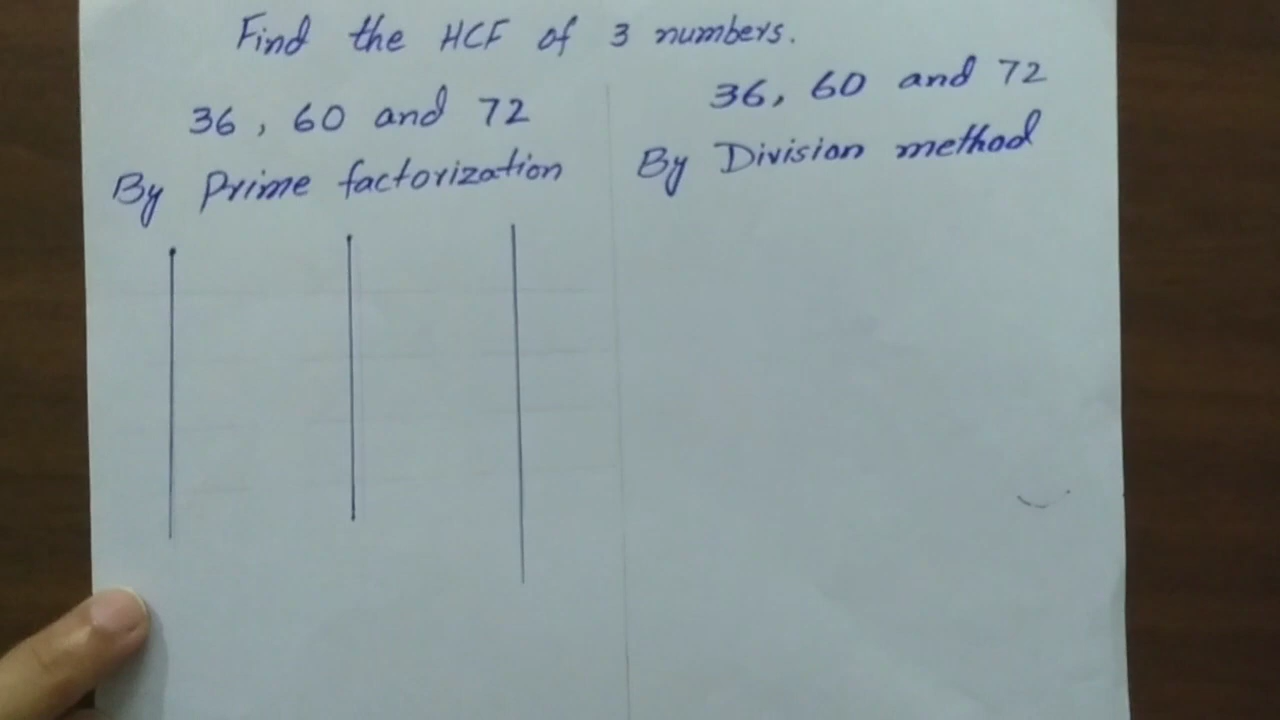 Find the HCF of 3 numbers.
36, 60 and 72
By Prime factorization
36, 60 and 72
By Division method